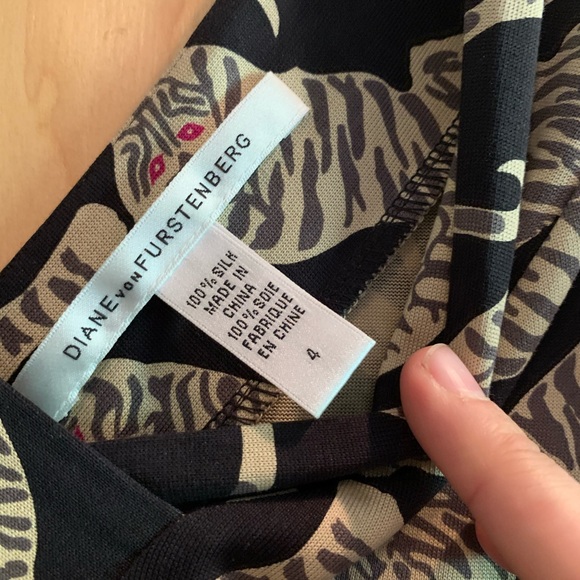 DIANE VON FURSTENBERG
100% SILK
MADE IN
CHINA
100% SOIE
FABRIQUE
EN CHINE
4